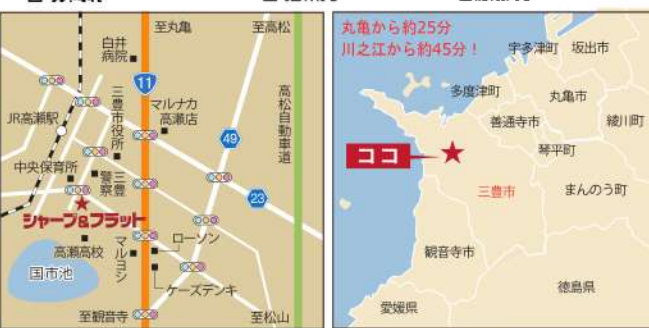 至丸亀
至高松
白井
病院
11
三豊市役所
マルナカ
高瀬店
高松自動車道
JR高瀬駅
49
中央保育所
三豊
警察
23
シャープ&フラット
高瀬高校
マルヨシ
ローソン
国市池
ケーズデンキ
至観音寺
至松山
丸亀から約25分
川之江から約45分!
宇多津町
坂出市
多度津町
丸亀市
善通寺市
綾川町
琴平町
ココ
三豊市
まんのう町
観音寺市
徳島県
愛媛県